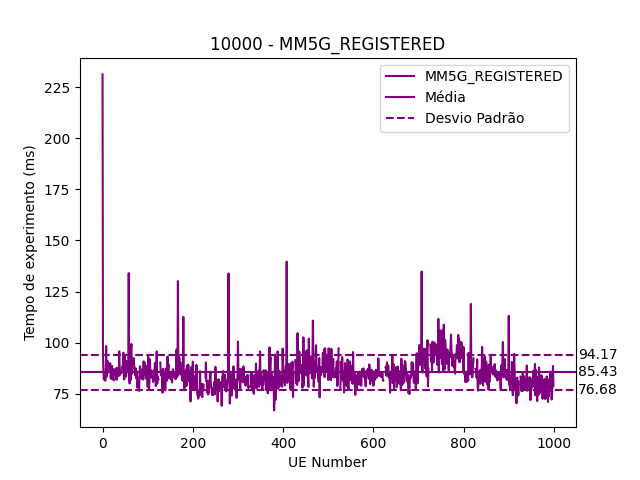 10000 - MM5G_REGISTERED
MM5G_REGISTERED
Média
Desvio Padrão
Tempo de experimento (ms)
225
200
175
150
125
100
75
94.17
85.43
76.68
0 200 400 600 800 1000
UE Number